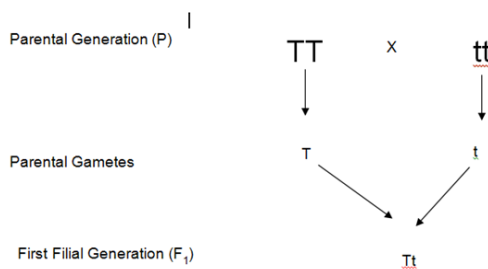 Parental Generation (P) TT X tt
Parental Gametes T t
First Filial Generation (F₁) Tt